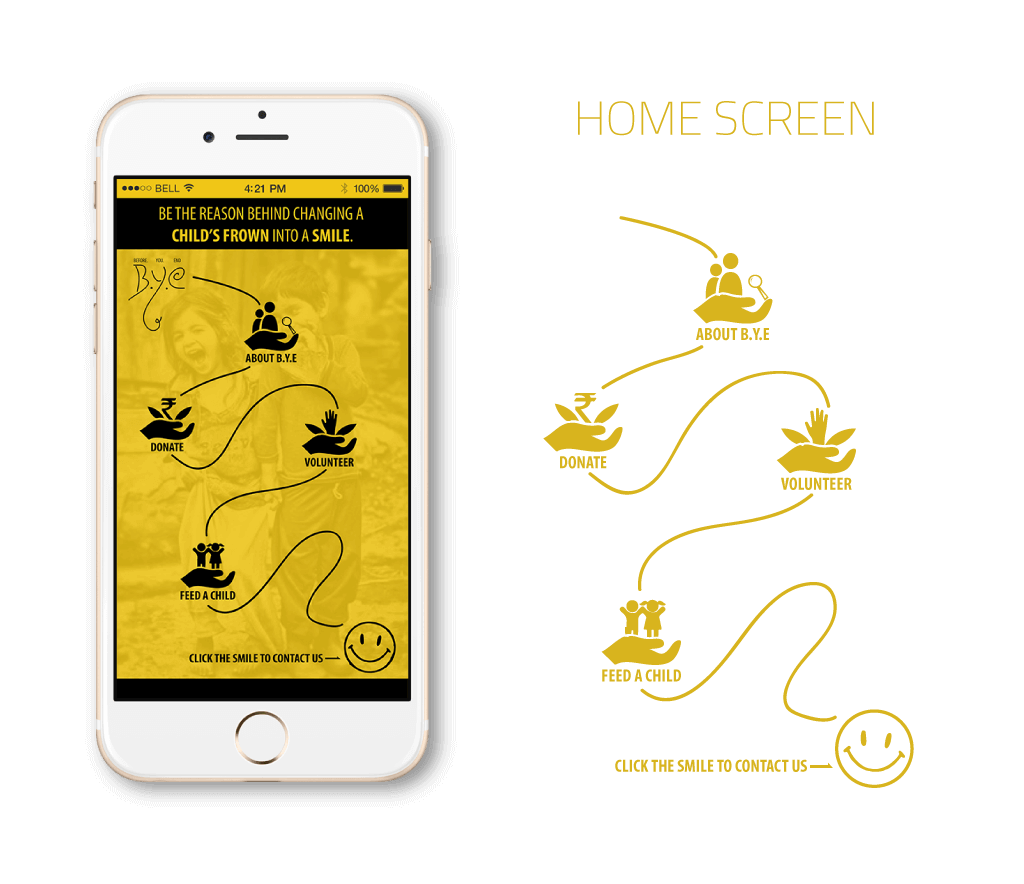 HOME SCREEN
BELL
4:21 PM
100%
BE THE REASON BEHIND CHANGING A
CHILD'S FROWN INTO A SMILE.
BEFORE YOU END
B.Y.E
ABOUT B.Y.E
DONATE
VOLUNTEER
FEED A CHILD
CLICK THE SMILE TO CONTACT US
ABOUT B.Y.E
₹
DONATE
VOLUNTEER
FEED A CHILD
CLICK THE SMILE TO CONTACT US